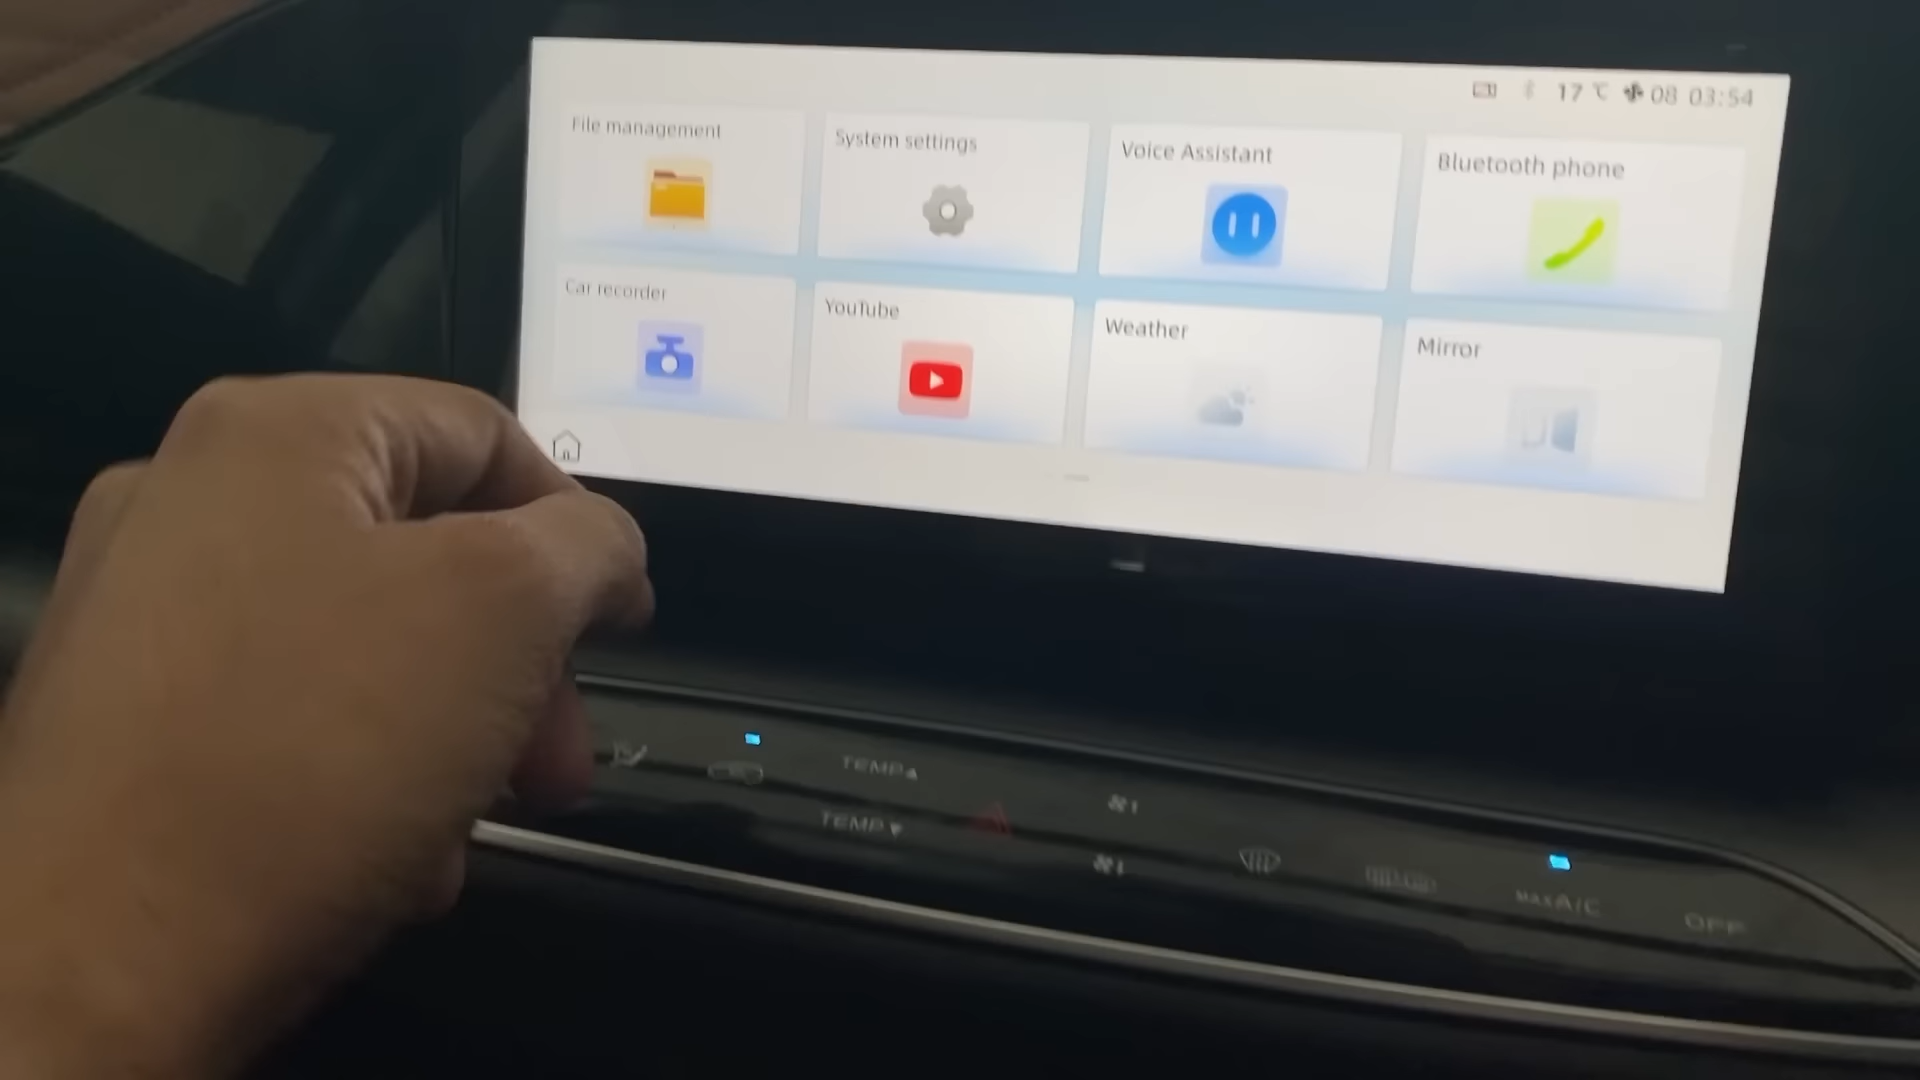 17 ℃ 08 03:54
File management
System settings
Voice Assistant
Bluetooth phone
Car recorder
YouTube
Weather
Mirror
TEMP▲
TEMP▼
MAX A/C
OFF